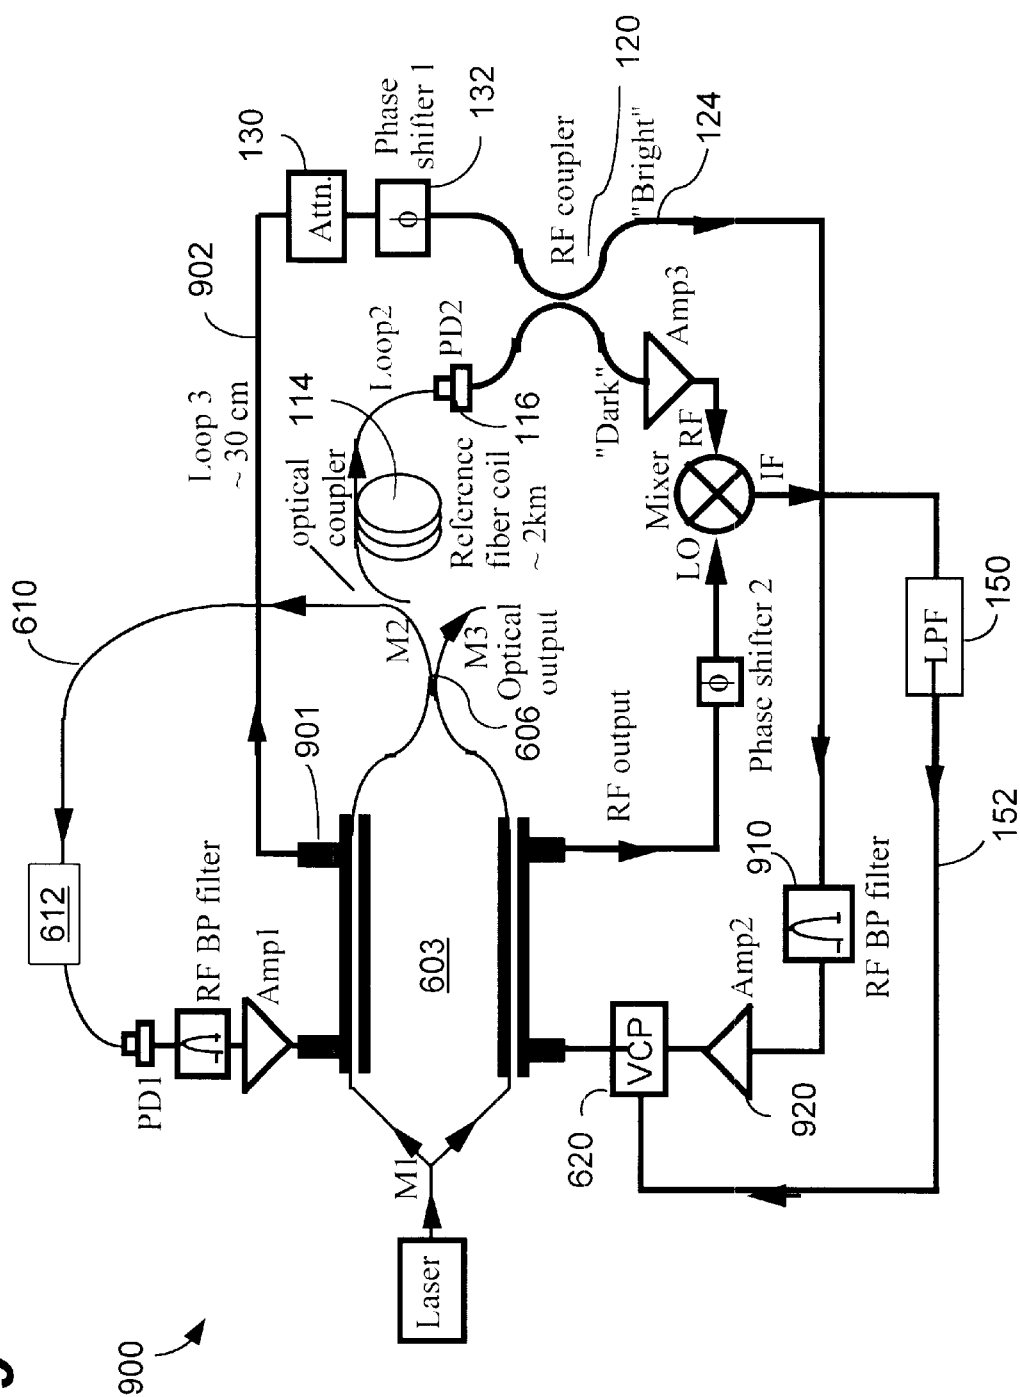 900
Laser
M1
610
612
PD1
RF BP filter
Amp1
603
901
902
Loop 3
~ 30 cm
130
Attn.
Phase
shifter 1
132
ϕ
optical
coupler
114
Loop2
PD2
116
Reference
fiber coil
~ 2km
M2
M3
Optical
output
606
RF coupler
120
"Bright"
124
"Dark"
Amp3
RF
Mixer
LO
IF
RF output
ϕ
Phase shifter 2
LPF
150
152
910
RF BP filter
Amp2
920
VCP
620